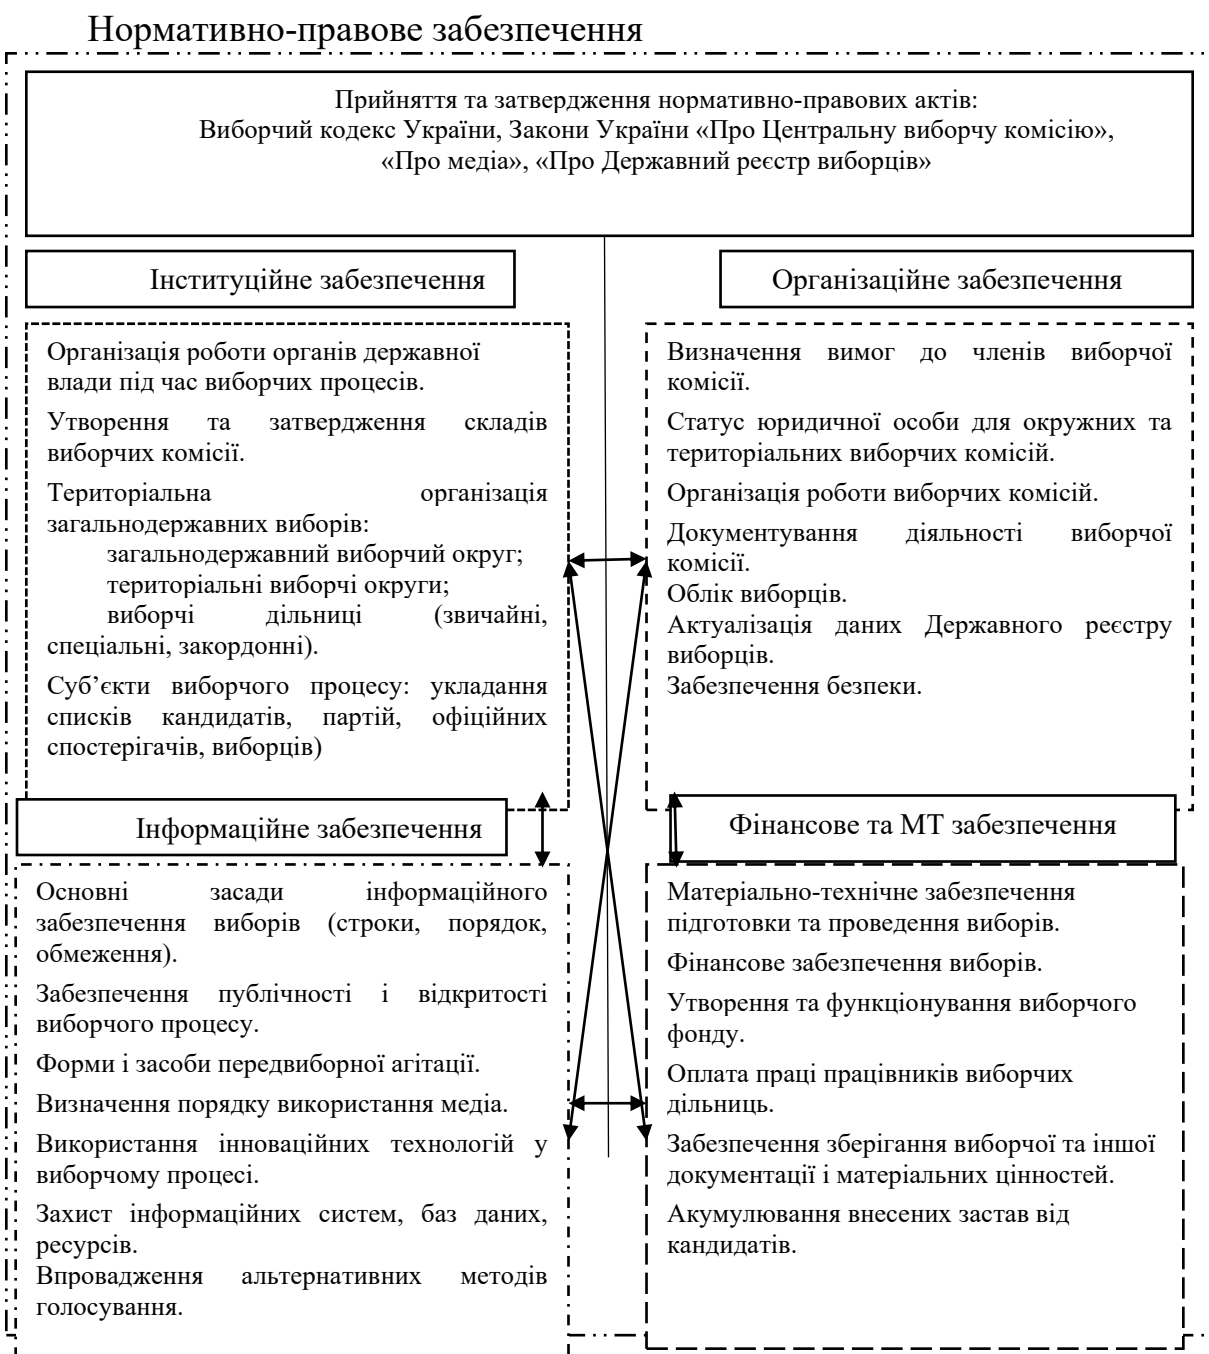 Нормативно-правове забезпечення
Прийняття та затвердження нормативно-правових актів:
Виборчий кодекс України, Закони України «Про Центральну виборчу комісію»,
«Про медіа», «Про Державний реєстр виборців»
Інституційне забезпечення
Організація роботи органів державної
влади під час виборчих процесів.
Утворення та затвердження складів
виборчих комісії.
Територіальна організація
загальнодержавних виборів:
загальнодержавний виборчий округ;
територіальні виборчі округи;
виборчі дільниці (звичайні,
спеціальні, закордонні).
Суб’єкти виборчого процесу: укладання
списків кандидатів, партій, офіційних
спостерігачів, виборців)
Організаційне забезпечення
Визначення вимог до членів виборчої
комісії.
Статус юридичної особи для окружних та
територіальних виборчих комісій.
Організація роботи виборчих комісій.
Документування діяльності виборчої
комісії.
Облік виборців.
Актуалізація даних Державного реєстру
виборців.
Забезпечення безпеки.
Інформаційне забезпечення
Основні засади інформаційного
забезпечення виборів (строки, порядок,
обмеження).
Забезпечення публічності і відкритості
виборчого процесу.
Форми і засоби передвиборної агітації.
Визначення порядку використання медіа.
Використання інноваційних технологій у
виборчому процесі.
Захист інформаційних систем, баз даних,
ресурсів.
Впровадження альтернативних методів
голосування.
Фінансове та МТ забезпечення
Матеріально-технічне забезпечення
підготовки та проведення виборів.
Фінансове забезпечення виборів.
Утворення та функціонування виборчого
фонду.
Оплата праці працівників виборчих
дільниць.
Забезпечення зберігання виборчої та іншої
документації і матеріальних цінностей.
Акумулювання внесених застав від
кандидатів.